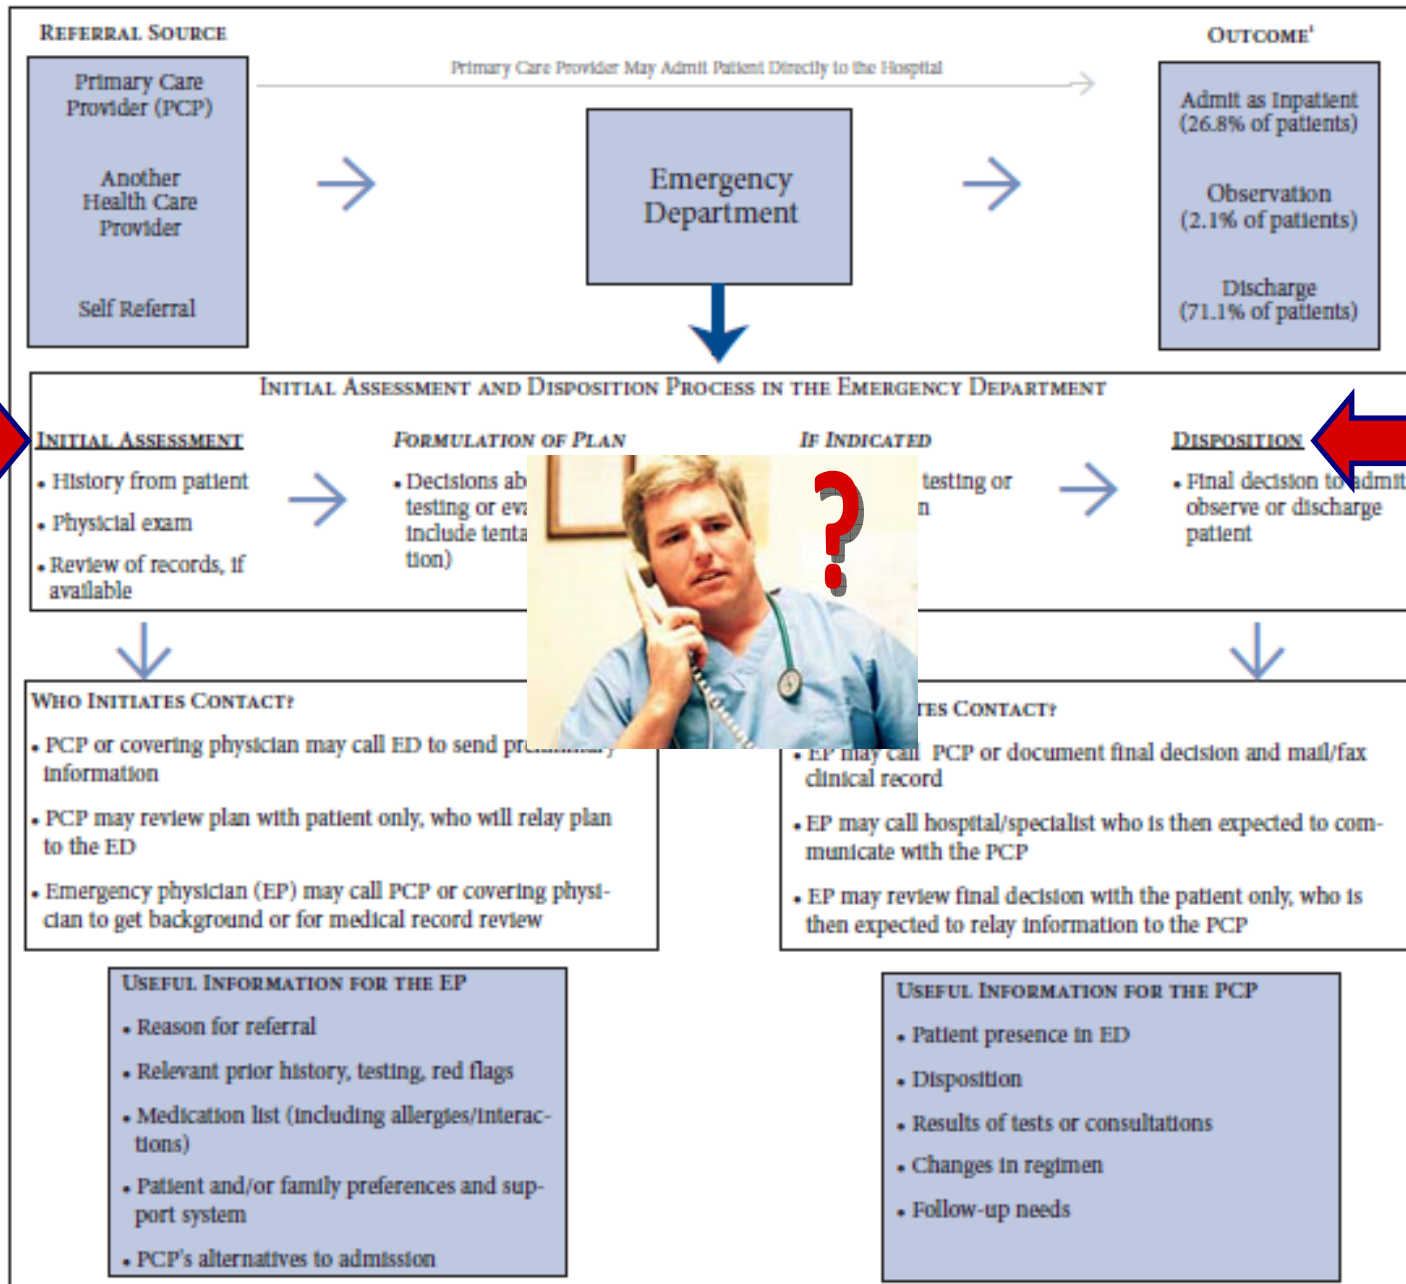 REFERRAL SOURCE
OUTCOME¹
Primary Care
Provider (PCP)
Another
Health Care
Provider
Self Referral
Primary Care Provider May Admit Patient Directly to the Hospital
Emergency
Department
Admit as Inpatient
(26.8% of patients)
Observation
(2.1% of patients)
Discharge
(71.1% of patients)
INITIAL ASSESSMENT AND DISPOSITION PROCESS IN THE EMERGENCY DEPARTMENT
INITIAL ASSESSMENT
• History from patient
• Physicial exam
• Review of records, if
available
FORMULATION OF PLAN
• Decisions
testing or
include
tion)
IF INDICATED
?
testing or
DISPOSITION
• Final decision to admit
observe or discharge
patient
WHO INITIATES CONTACT?
• PCP or covering physician may call ED to send preliminary
information
• PCP may review plan with patient only, who will relay plan
to the ED
• Emergency physician (EP) may call PCP or covering physi-
cian to get background or for medical record review
CONTACT?
• EP may call PCP or document final decision and mail/fax
clinical record
• EP may call hospital/specialist who is then expected to com-
municate with the PCP
• EP may review final decision with the patient only, who is
then expected to relay information to the PCP
USEFUL INFORMATION FOR THE EP
• Reason for referral
• Relevant prior history, testing, red flags
• Medication list (including allergies/interac-
tions)
• Patient and/or family preferences and sup-
port system
• PCP's alternatives to admission
USEFUL INFORMATION FOR THE PCP
• Patient presence in ED
• Disposition
• Results of tests or consultations
• Changes in regimen
• Follow-up needs